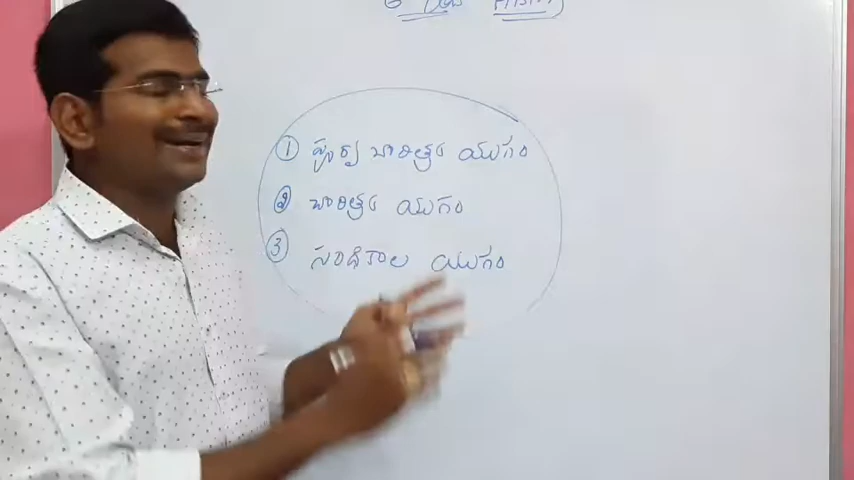 ① పూర్వ చారిత్రక యుగం
② చారిత్రక యుగం
③ సంధికాల యుగం